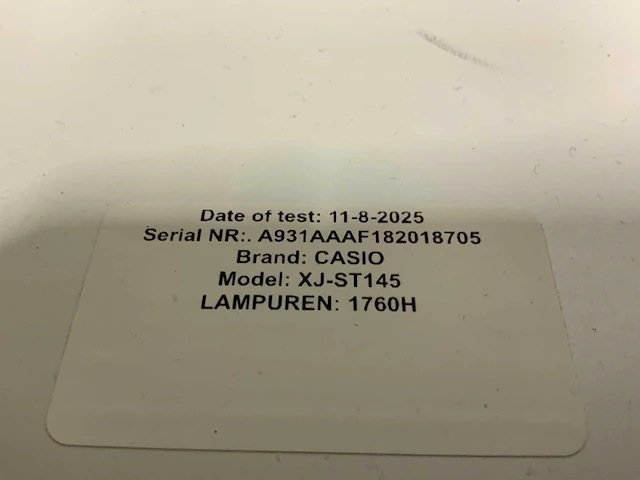 Date of test: 11-8-2025
Serial NR:. A931AAAF182018705
Brand: CASIO
Model: XJ-ST145
LAMPUREN: 1760H